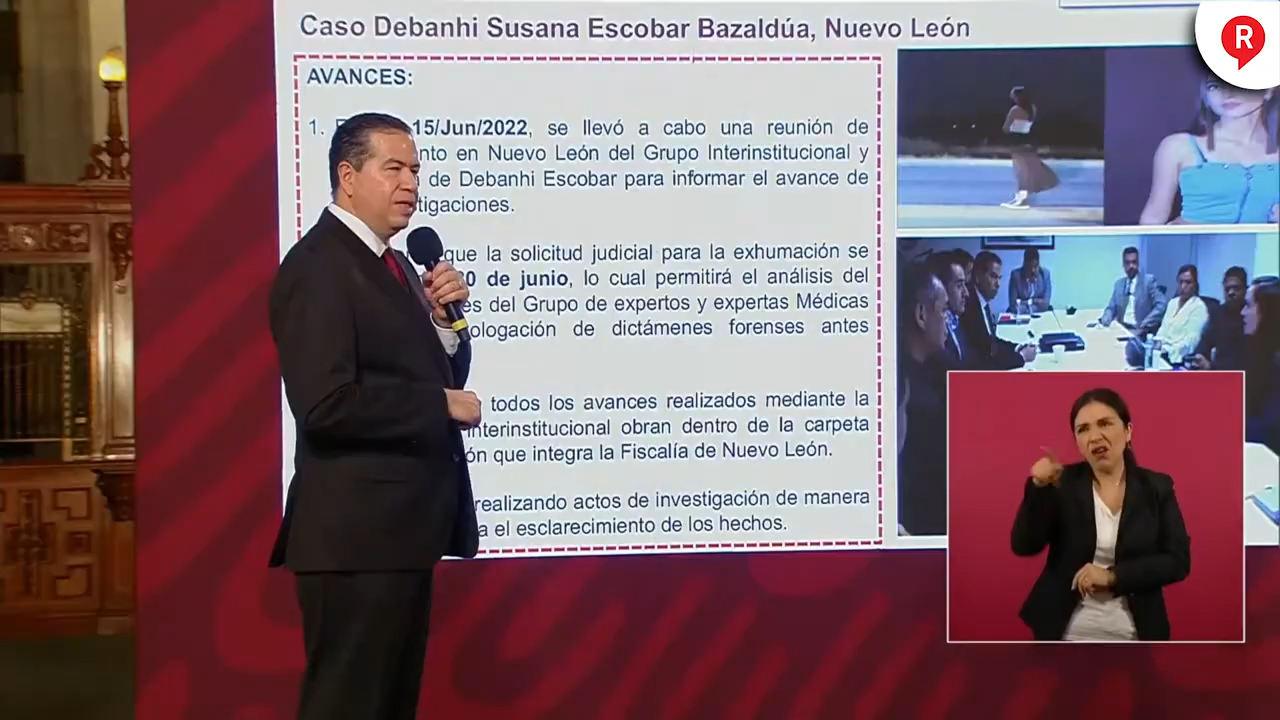 Caso Debanhi Susana Escobar Bazaldúa, Nuevo León
R
AVANCES:
1. 15/Jun/2022, se llevó a cabo una reunión de
nto en Nuevo León del Grupo Interinstitucional y
de Debanhi Escobar para informar el avance de
tigaciones.
que la solicitud judicial para la exhumación se
0 de junio, lo cual permitirá el análisis del
es del Grupo de expertos y expertas Médicas
ologación de dictámenes forenses antes
todos los avances realizados mediante la
nterinstitucional obran dentro de la carpeta
ón que integra la Fiscalía de Nuevo León.
realizando actos de investigación de manera
a el esclarecimiento de los hechos.